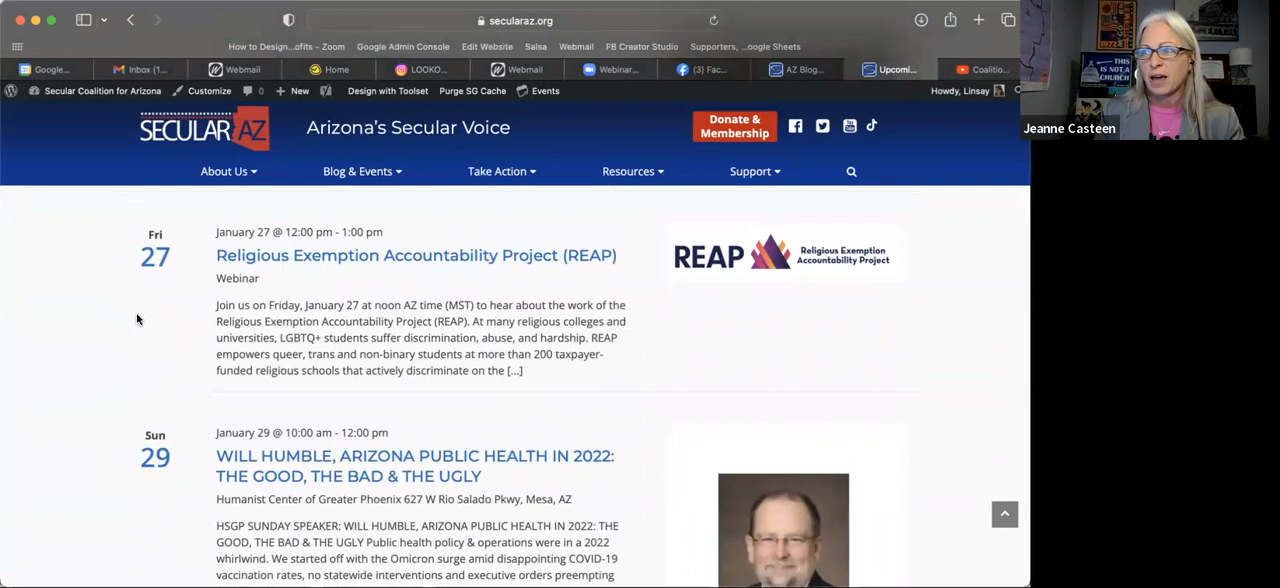 secularaz.org
How to Design...ofits - Zoom Google Admin Console Edit Website Salsa Webmail FB Creator Studio Supporters, ...oogle Sheets
Google... Inbox (1... Webmail Home LOOKO... Webmail Webinar... (3) Fac... AZ Blog... Upcomi... Coalitio...
Secular Coalition for Arizona Customize 0 New Design with Toolset Purge SG Cache Events Howdy, Linsay
THIS IS NOT A CHURCH
Jeanne Casteen
SECULAR AZ Arizona's Secular Voice Donate & Membership
About Us Blog & Events Take Action Resources Support
Fri
27
January 27 @ 12:00 pm - 1:00 pm
Religious Exemption Accountability Project (REAP)
Webinar
Join us on Friday, January 27 at noon AZ time (MST) to hear about the work of the
Religious Exemption Accountability Project (REAP). At many religious colleges and
universities, LGBTQ+ students suffer discrimination, abuse, and hardship. REAP
empowers queer, trans and non-binary students at more than 200 taxpayer-
funded religious schools that actively discriminate on the [...]
REAP Religious Exemption
Accountability Project
Sun
29
January 29 @ 10:00 am - 12:00 pm
WILL HUMBLE, ARIZONA PUBLIC HEALTH IN 2022:
THE GOOD, THE BAD & THE UGLY
Humanist Center of Greater Phoenix 627 W Rio Salado Pkwy, Mesa, AZ
HSGP SUNDAY SPEAKER: WILL HUMBLE, ARIZONA PUBLIC HEALTH IN 2022: THE
GOOD, THE BAD & THE UGLY Public health policy & operations were in a 2022
whirlwind. We started off with the Omicron surge amid disappointing COVID-19
vaccination rates, no statewide interventions and executive orders preempting